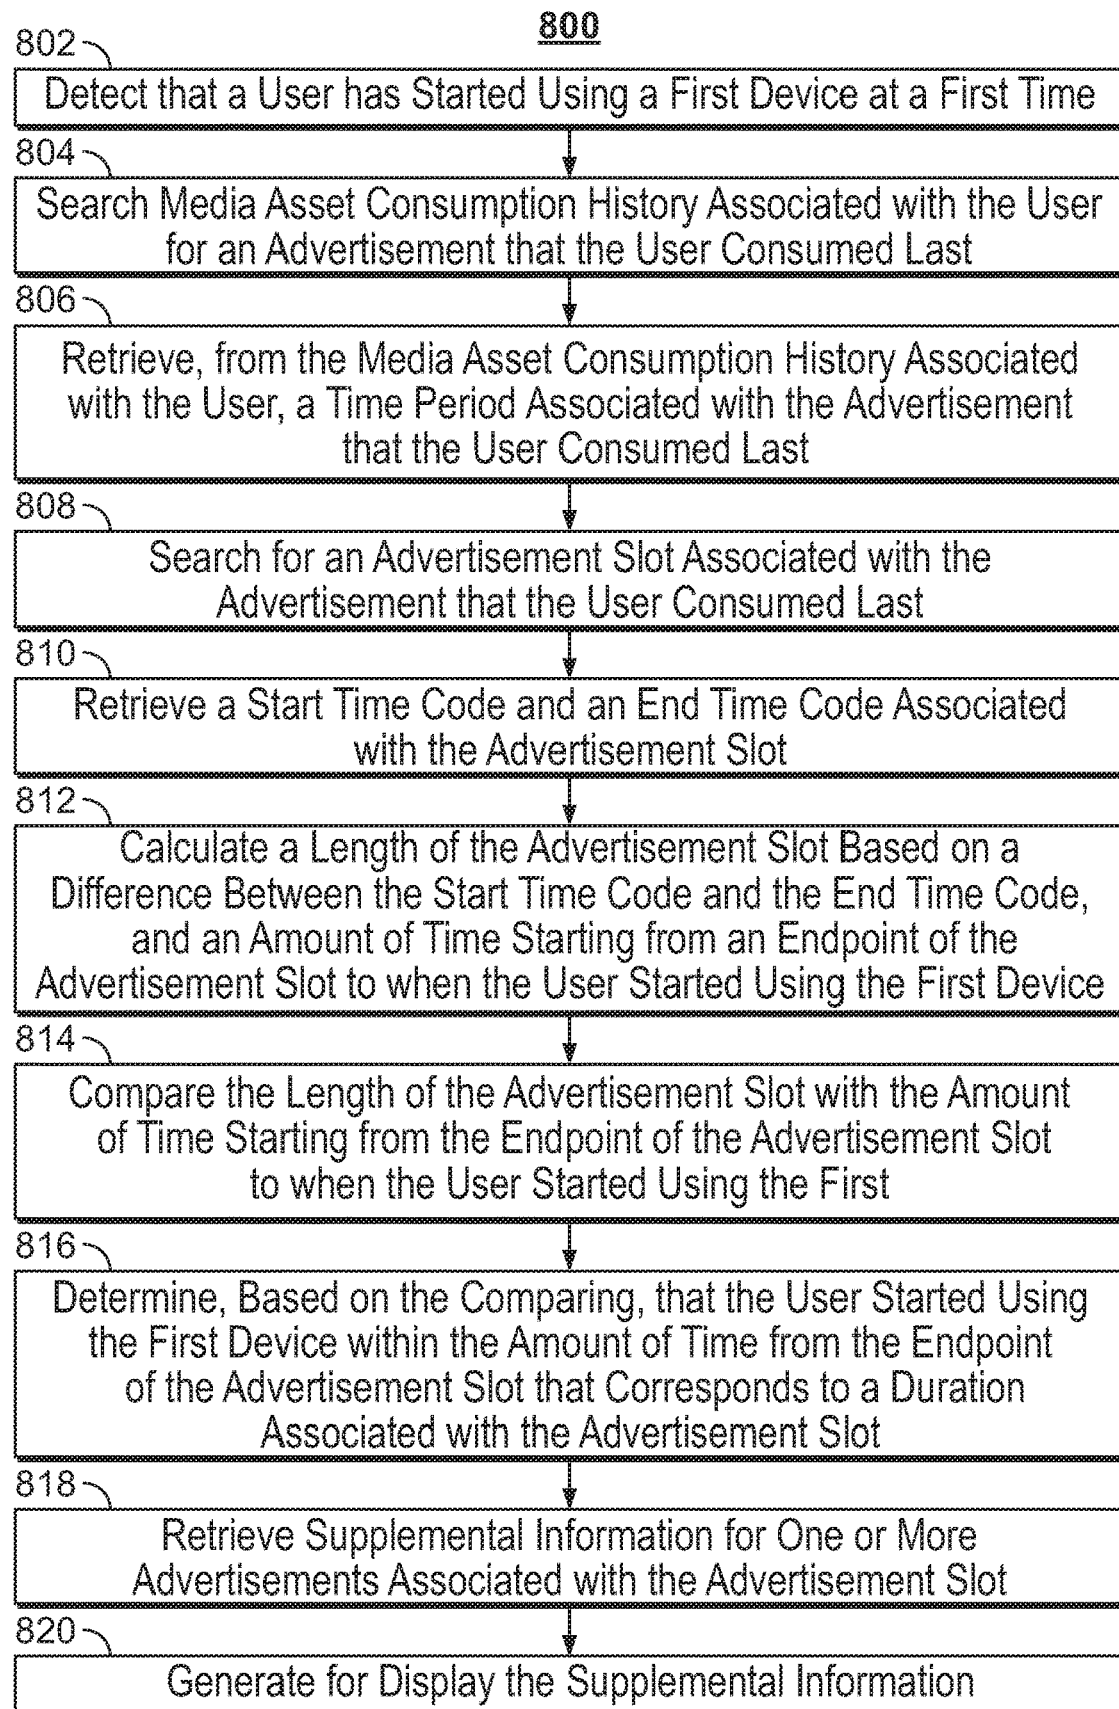 800
802
Detect that a User has Started Using a First Device at a First Time
804
Search Media Asset Consumption History Associated with the User
for an Advertisement that the User Consumed Last
806
Retrieve, from the Media Asset Consumption History Associated
with the User, a Time Period Associated with the Advertisement
that the User Consumed Last
808
Search for an Advertisement Slot Associated with the
Advertisement that the User Consumed Last
810
Retrieve a Start Time Code and an End Time Code Associated
with the Advertisement Slot
812
Calculate a Length of the Advertisement Slot Based on a
Difference Between the Start Time Code and the End Time Code,
and an Amount of Time Starting from an Endpoint of the
Advertisement Slot to when the User Started Using the First Device
814
Compare the Length of the Advertisement Slot with the Amount
of Time Starting from the Endpoint of the Advertisement Slot
to when the User Started Using the First
816
Determine, Based on the Comparing, that the User Started Using
the First Device within the Amount of Time from the Endpoint
of the Advertisement Slot that Corresponds to a Duration
Associated with the Advertisement Slot
818
Retrieve Supplemental Information for One or More
Advertisements Associated with the Advertisement Slot
820
Generate for Display the Supplemental Information